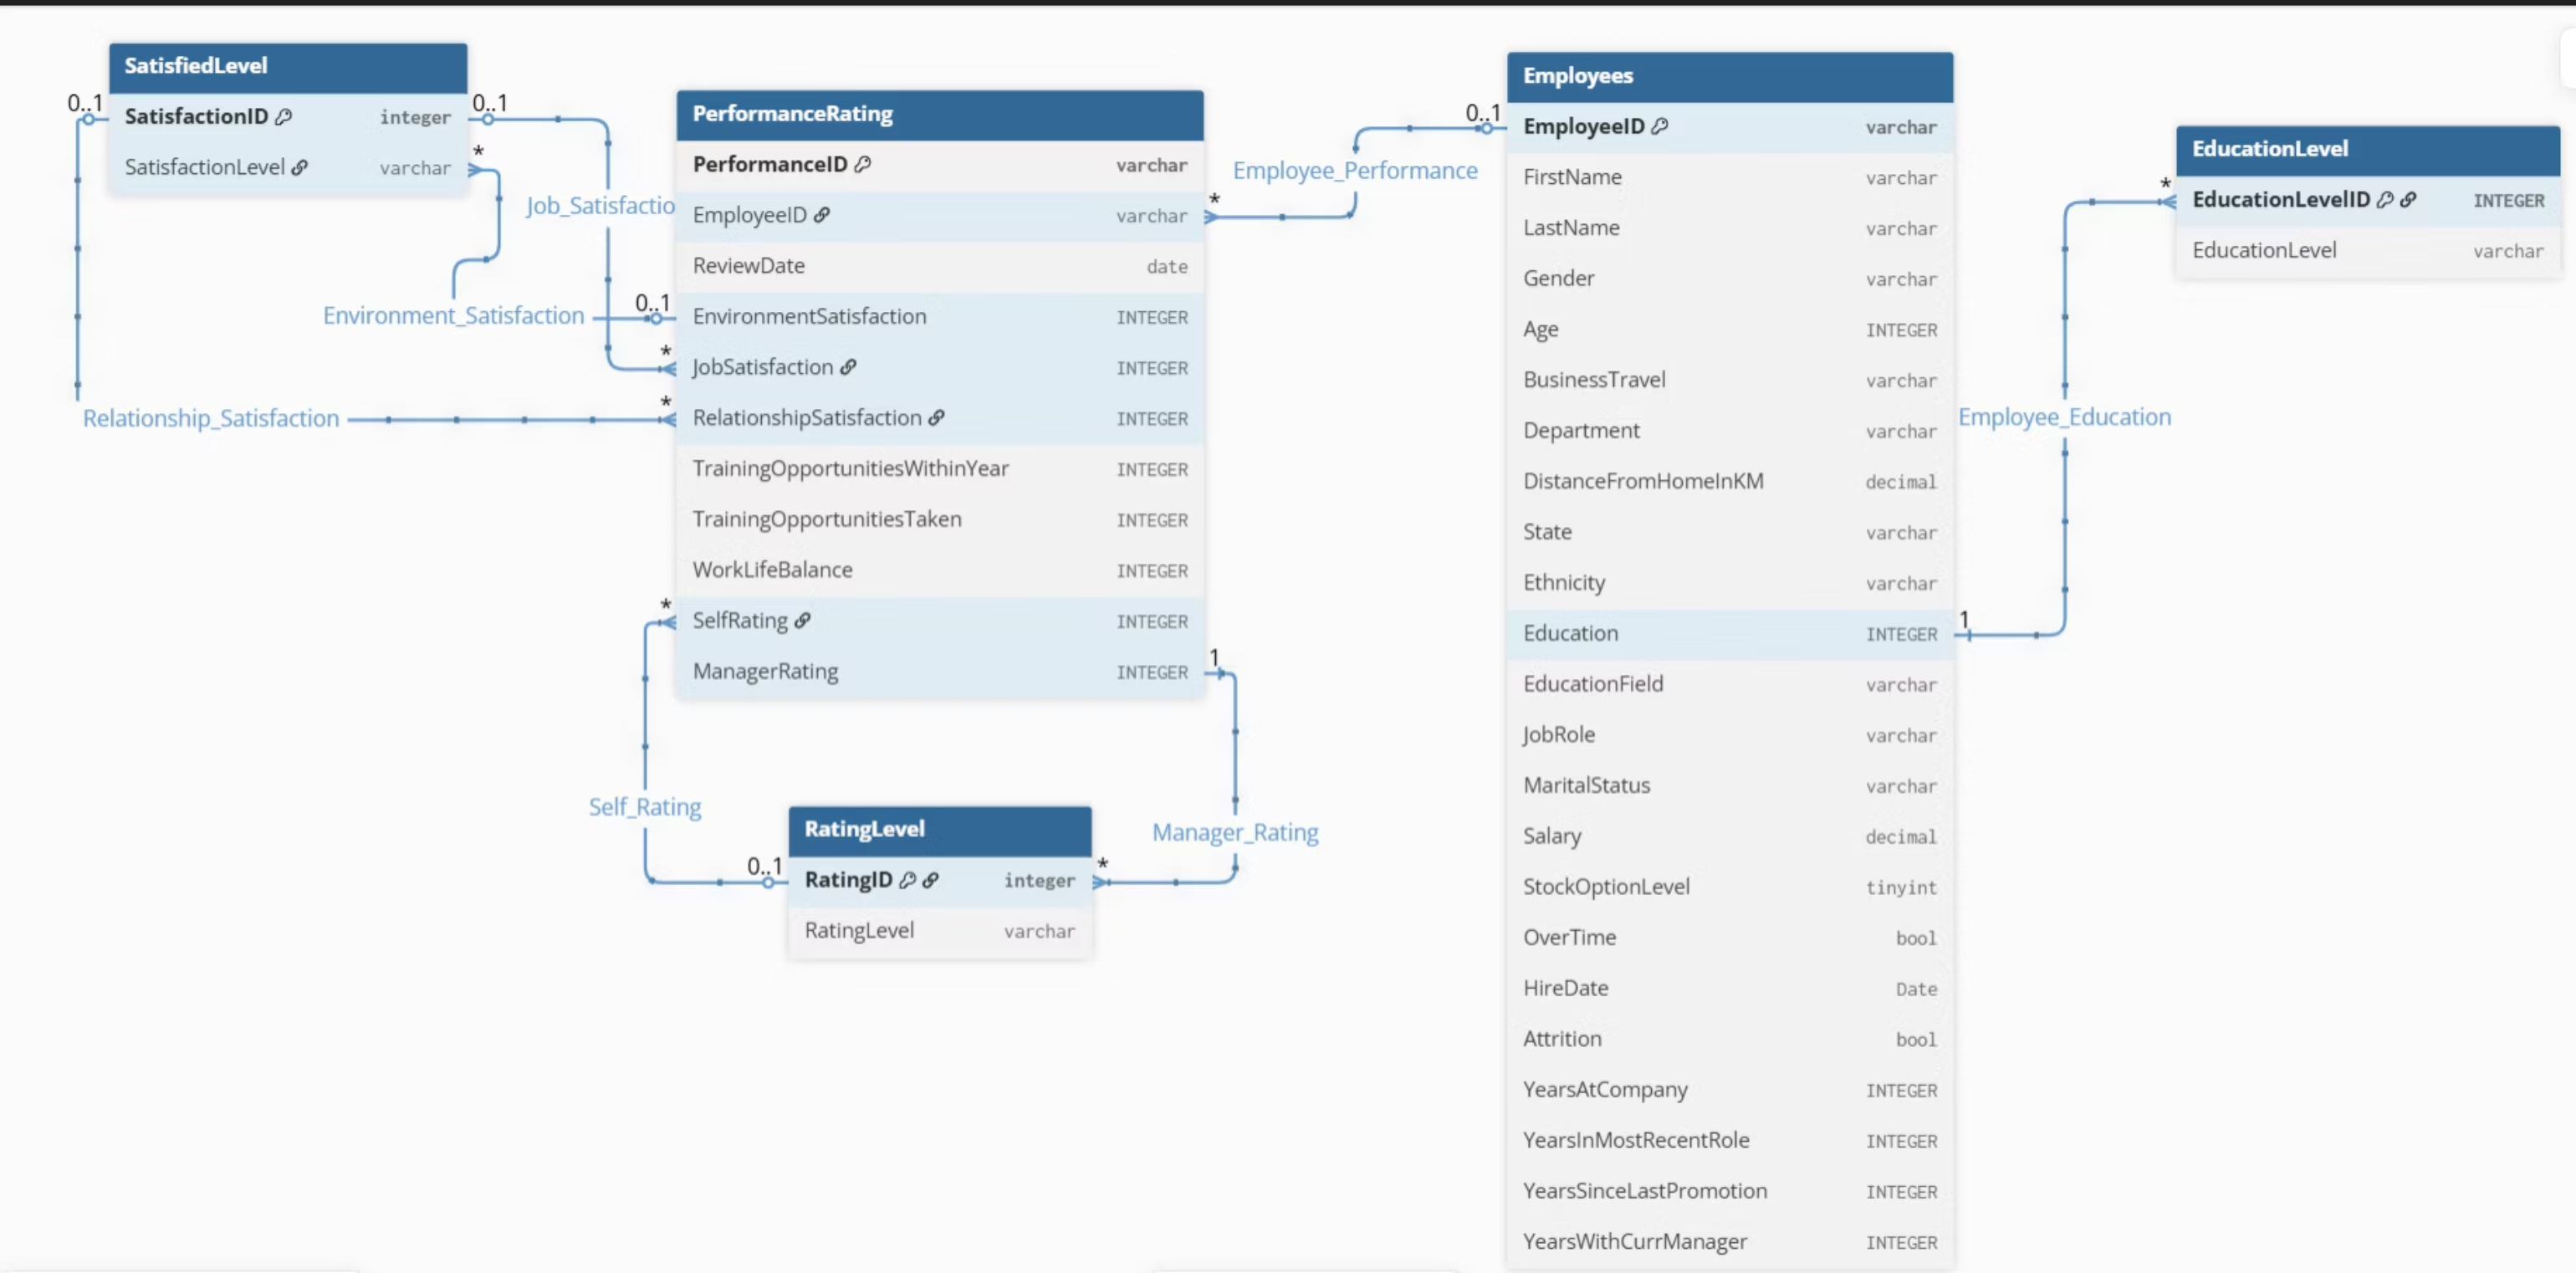 SatisfiedLevel
0..1
SatisfactionID integer
0..1
SatisfactionLevel varchar
*
Job_Satisfactio
Environment_Satisfaction
0..1
*
Relationship_Satisfaction
*
PerformanceRating
PerformanceID varchar
EmployeeID varchar
*
ReviewDate date
EnvironmentSatisfaction INTEGER
JobSatisfaction INTEGER
RelationshipSatisfaction INTEGER
TrainingOpportunitiesWithinYear INTEGER
TrainingOpportunitiesTaken INTEGER
WorkLifeBalance INTEGER
*
SelfRating INTEGER
ManagerRating INTEGER
1
Self_Rating
Manager_Rating
RatingLevel
0..1
RatingID integer
*
RatingLevel varchar
Employee_Performance
0..1
Employees
EmployeeID varchar
FirstName varchar
LastName varchar
Gender varchar
Age INTEGER
BusinessTravel varchar
Department varchar
DistanceFromHomeInKM decimal
State varchar
Ethnicity varchar
Education INTEGER
1
EducationField varchar
JobRole varchar
MaritalStatus varchar
Salary decimal
StockOptionLevel tinyint
OverTime bool
HireDate Date
Attrition bool
YearsAtCompany INTEGER
YearsInMostRecentRole INTEGER
YearsSinceLastPromotion INTEGER
YearsWithCurrManager INTEGER
Employee_Education
*
EducationLevel
EducationLevelID INTEGER
EducationLevel varchar